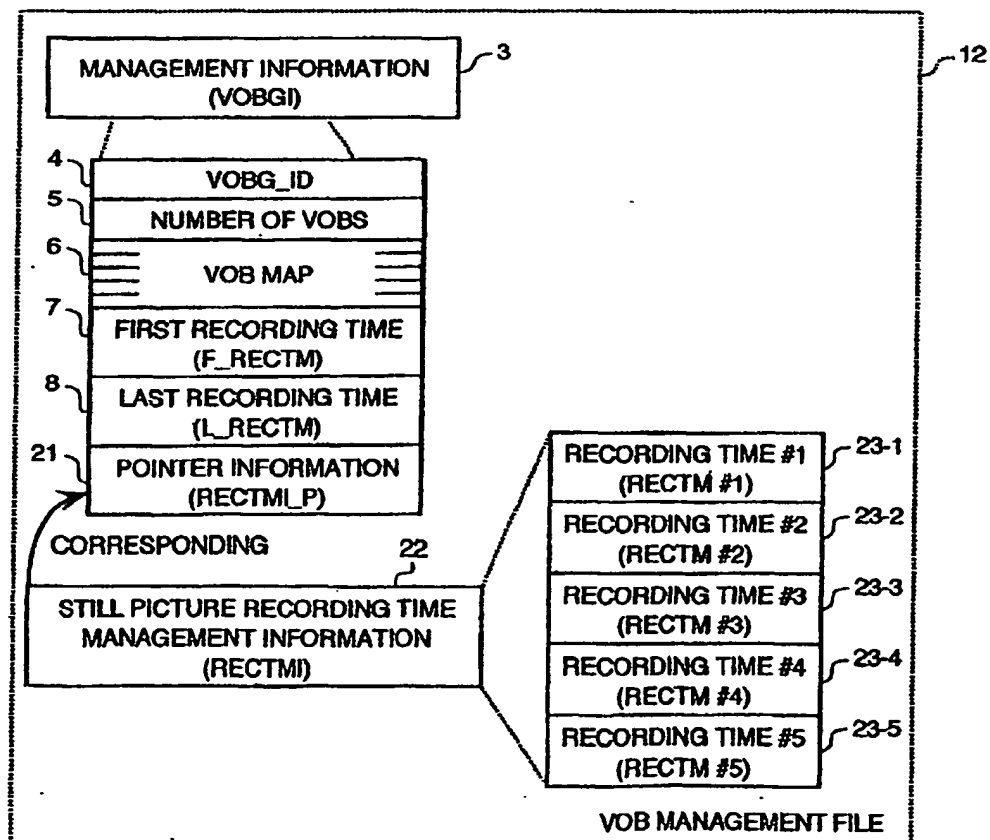 MANAGEMENT INFORMATION
(VOBGI)
3
12
4
VOBG_ID
5
NUMBER OF VOBS
6
VOB MAP
7
FIRST RECORDING TIME
(F_RECTM)
8
LAST RECORDING TIME
(L_RECTM)
21
POINTER INFORMATION
(RECTMI_P)
CORRESPONDING
22
STILL PICTURE RECORDING TIME
MANAGEMENT INFORMATION
(RECTMI)
RECORDING TIME #1
(RECTM #1)
23-1
RECORDING TIME #2
(RECTM #2)
23-2
RECORDING TIME #3
(RECTM #3)
23-3
RECORDING TIME #4
(RECTM #4)
23-4
RECORDING TIME #5
(RECTM #5)
23-5
VOB MANAGEMENT FILE